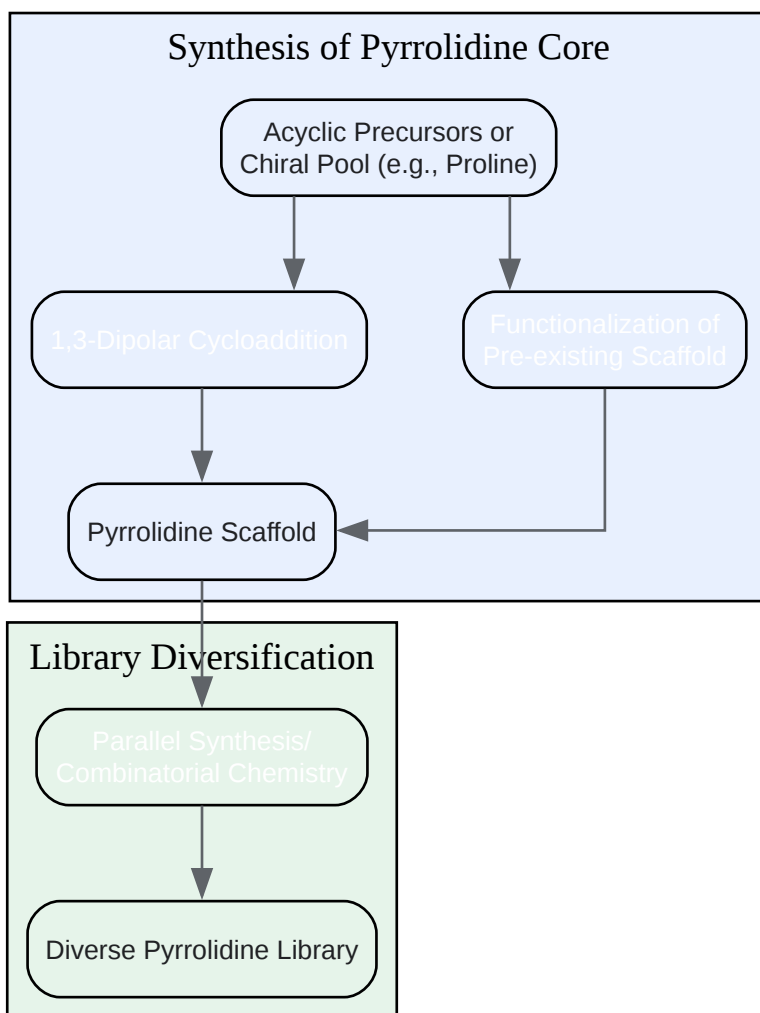 Synthesis of Pyrrolidine Core
Acyclic Precursors or
Chiral Pool (e.g., Proline)
1,3-Dipolar Cycloaddition
Functionalization of
Pre-existing Scaffold
Pyrrolidine Scaffold
Library Diversification
Parallel Synthesis/
Combinatorial Chemistry
Diverse Pyrrolidine Library